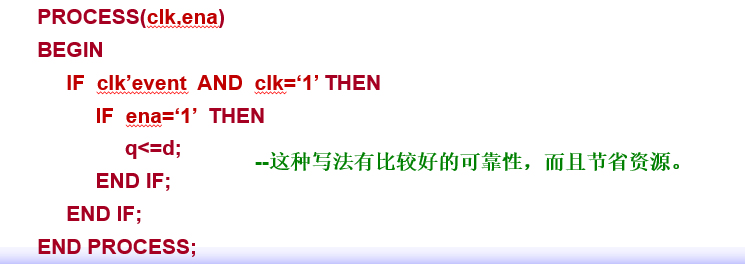 PROCESS(clk,ena)
BEGIN
IF clk’event AND clk=‘1’ THEN
IF ena=‘1’ THEN
q<=d;
--这种写法有比较好的可靠性，而且节省资源。
END IF;
END IF;
END PROCESS;